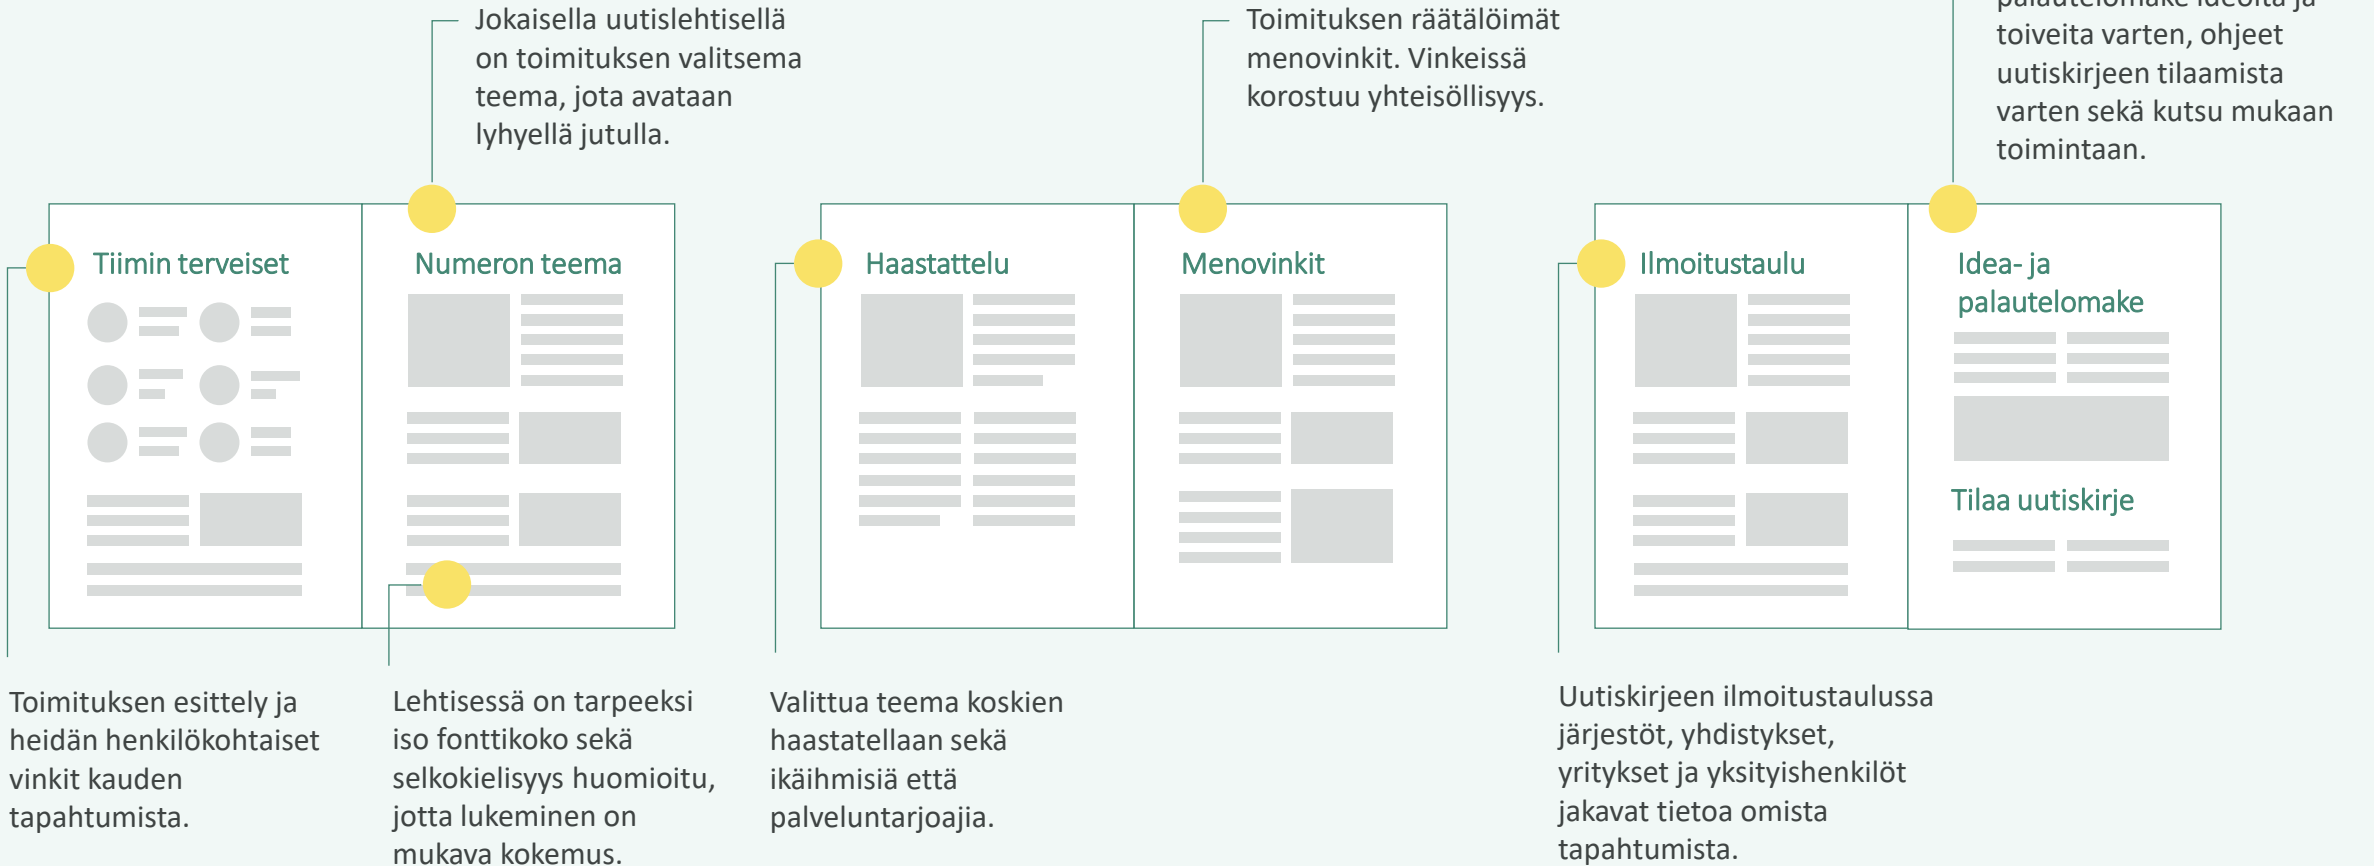 Jokaisella uutislehtisellä
on toimituksen valitsema
teema, jota avataan
lyhyellä jutulla.
Toimituksen räätälöimät
menovinkit. Vinkeissä
korostuu yhteisöllisyys.
palautelomake ideoita ja
toiveita varten, ohjeet
uutiskirjeen tilaamista
varten sekä kutsu mukaan
toimintaan.
Tiimin terveiset
Numeron teema
Haastattelu
Menovinkit
Ilmoitustaulu
Idea- ja
palautelomake
Tilaa uutiskirje
Toimituksen esittely ja
heidän henkilökohtaiset
vinkit kauden
tapahtumista.
Lehtisessä on tarpeeksi
iso fonttikoko sekä
selkokielisyys huomioitu,
jotta lukeminen on
mukava kokemus.
Valittua teema koskien
haastatellaan sekä
ikäihmisiä että
palveluntarjoajia.
Uutiskirjeen ilmoitustaulussa
järjestöt, yhdistykset,
yritykset ja yksityishenkilöt
jakavat tietoa omista
tapahtumista.